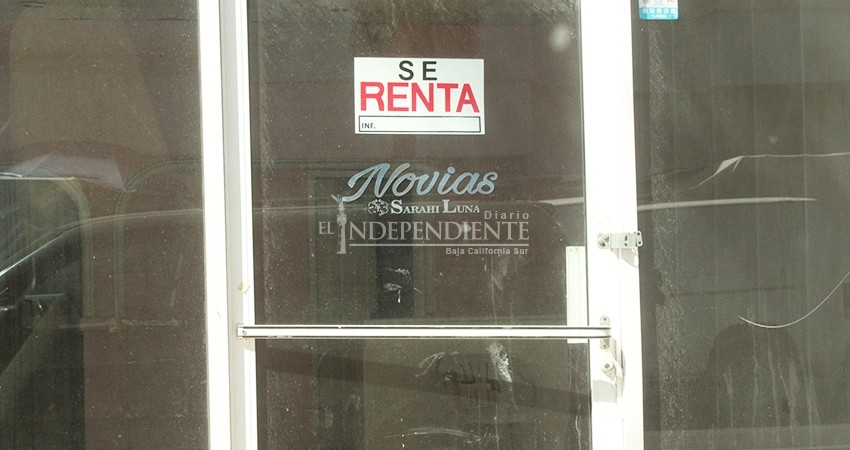 SE
RENTA
INF.
Novias
SARAHI LUNA
Diario
EL INDEPENDIENTE
Baja California Sur